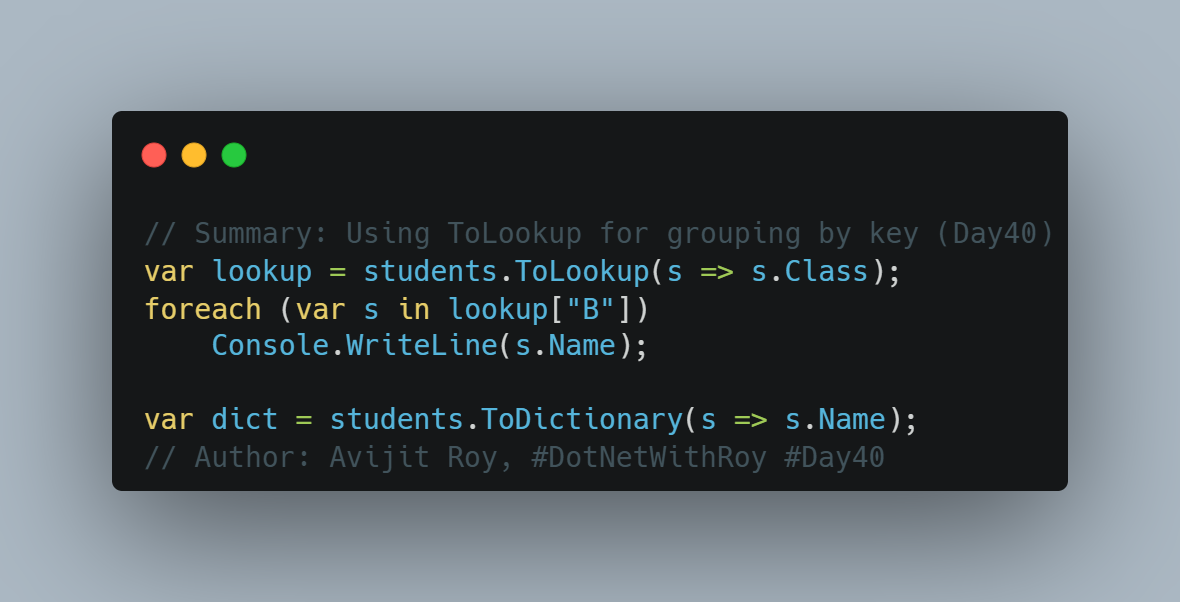 // Summary: Using ToLookup for grouping by key (Day40)
var lookup = students.ToLookup(s => s.Class);
foreach (var s in lookup["B"])
    Console.WriteLine(s.Name);

var dict = students.ToDictionary(s => s.Name);
// Author: Avijit Roy, #DotNetWithRoy #Day40